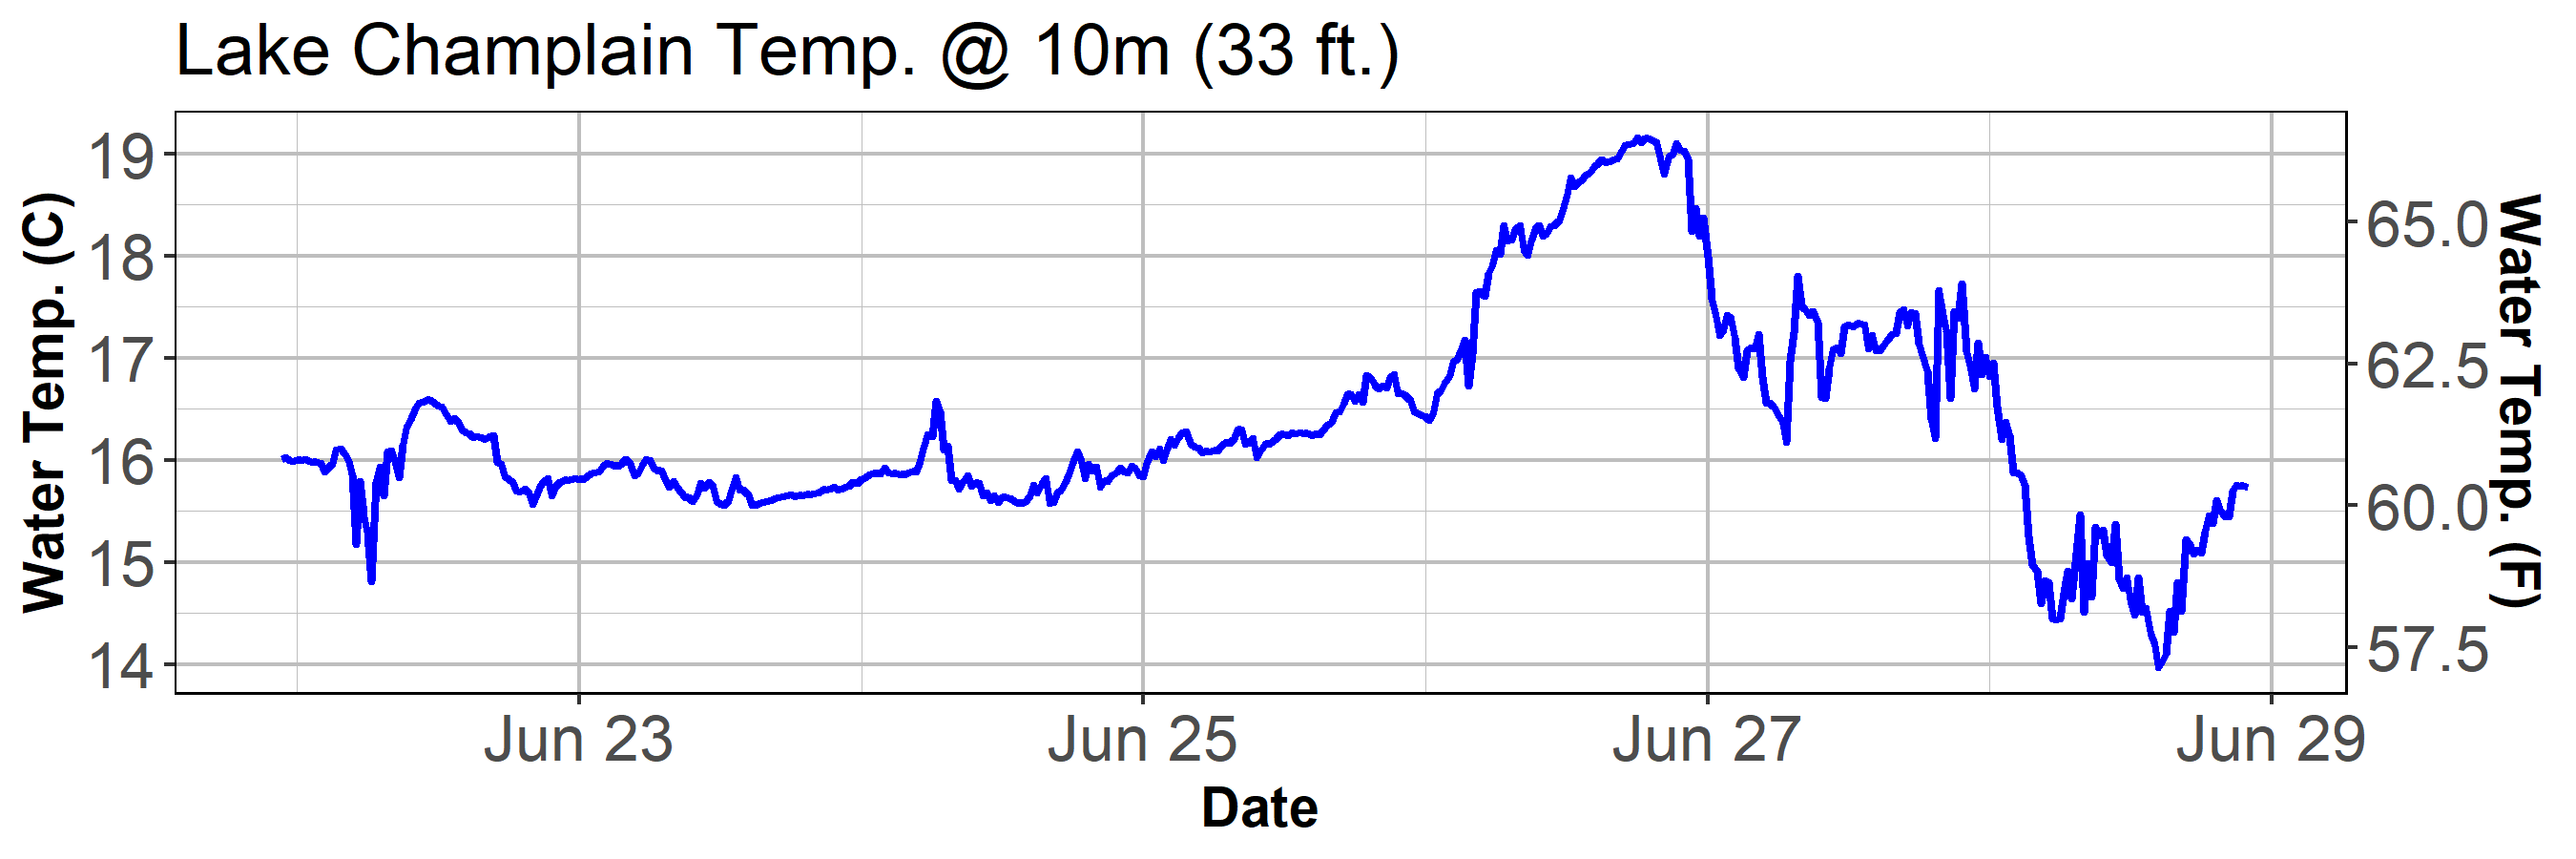 Lake Champlain Temp. @ 10m (33 ft.)
Water Temp. (C)
19
18
17
16
15
14
65.0
62.5
60.0
57.5
Water Temp. (F)
Jun 23
Jun 25
Jun 27
Jun 29
Date